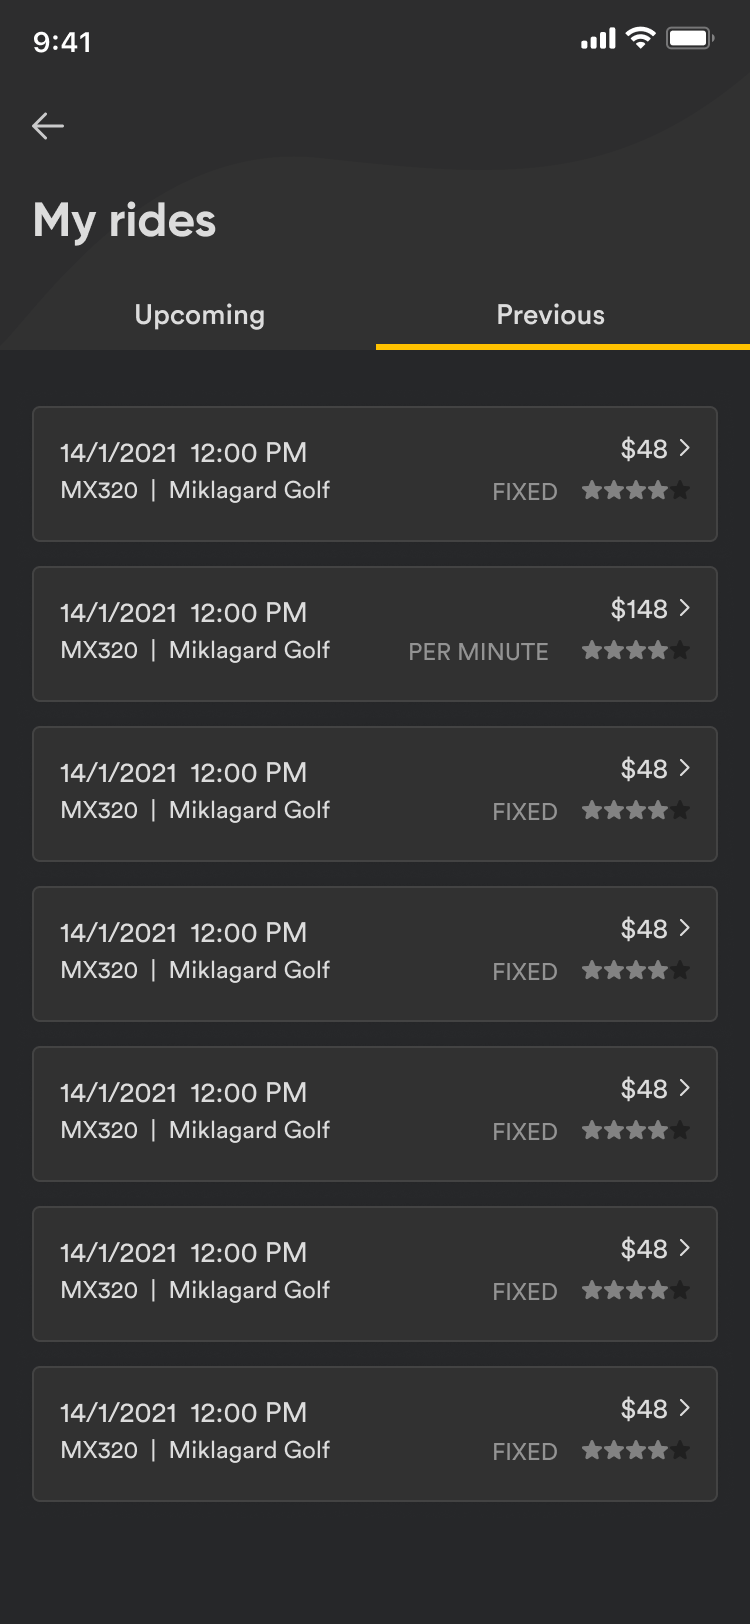 9:41
My rides
Upcoming Previous
14/1/2021 12:00 PM $48
MX320 | Miklagard Golf FIXED
14/1/2021 12:00 PM $148
MX320 | Miklagard Golf PER MINUTE
14/1/2021 12:00 PM $48
MX320 | Miklagard Golf FIXED
14/1/2021 12:00 PM $48
MX320 | Miklagard Golf FIXED
14/1/2021 12:00 PM $48
MX320 | Miklagard Golf FIXED
14/1/2021 12:00 PM $48
MX320 | Miklagard Golf FIXED
14/1/2021 12:00 PM $48
MX320 | Miklagard Golf FIXED